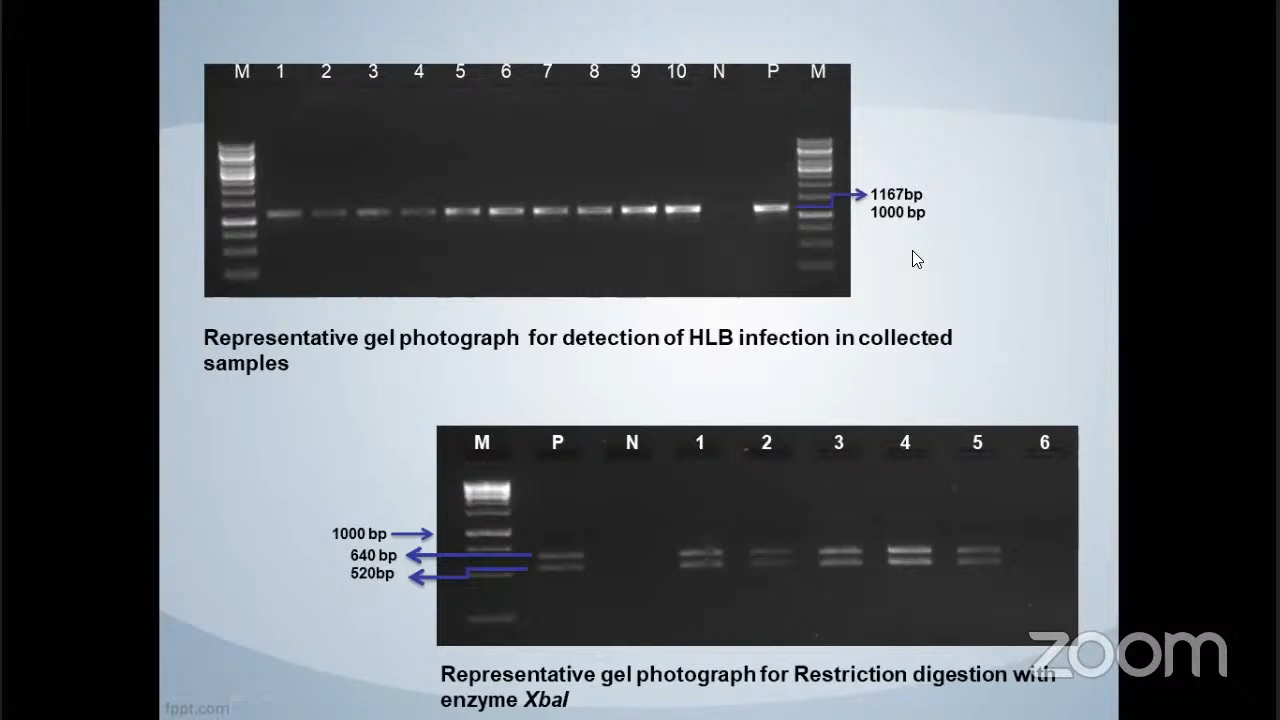 M 1 2 3 4 5 6 7 8 9 10 N P M
1167bp
1000 bp
Representative gel photograph for detection of HLB infection in collected
samples
M P N 1 2 3 4 5 6
1000 bp
640 bp
520bp
Representative gel photograph for Restriction digestion with
enzyme XbaI
zoom
fppt.com